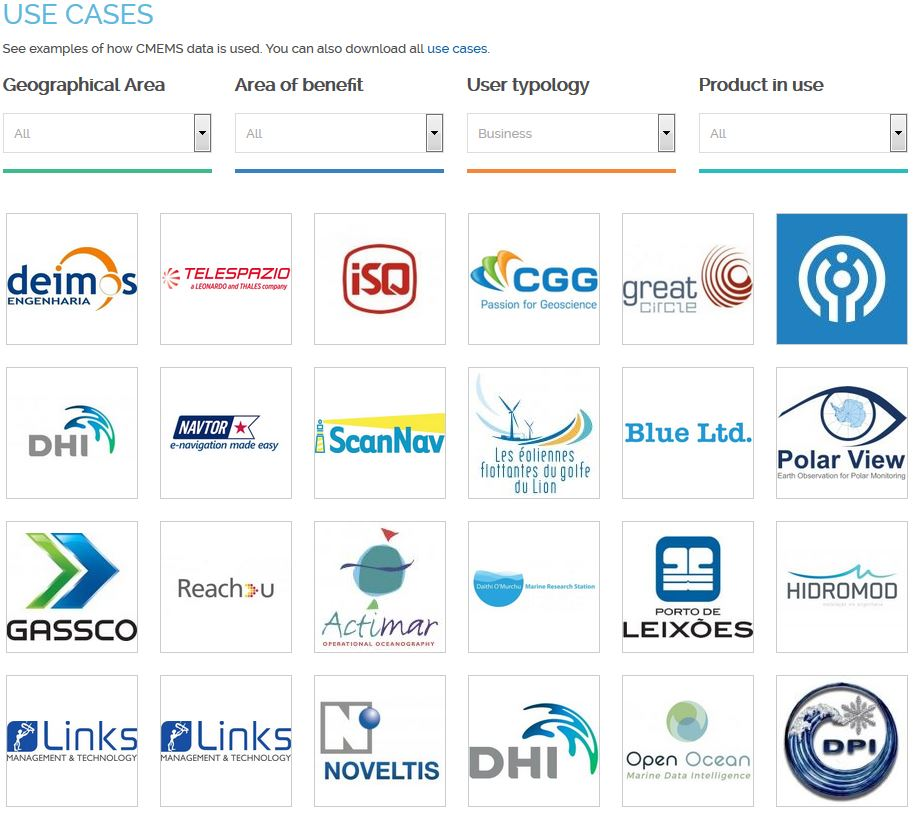 USE CASES
See examples of how CMEMS data is used. You can also download all use cases.
Geographical Area
Area of benefit
User typology
Product in use
All
All
Business
All
deimos
ENGENHARIA
TELESPAZIO
a LEONARDO and THALES company
iSQ
CGG
Passion for Geoscience
great
circle
DHI
NAVTOR
e-navigation made easy
ScanNav
Les éoliennes
flottantes du golfe
du Lion
Blue Ltd.
Polar View
Earth Observation for Polar Monitoring
GASSCO
Reach-u
Actimar
OPERATIONAL OCEANOGRAPHY
Daithi O'Murchu Marine Research Station
PORTO DE
LEIXÕES
HIDROMOD
Links
MANAGEMENT & TECHNOLOGY
Links
MANAGEMENT & TECHNOLOGY
N
NOVELTIS
DHI
Open Ocean
Marine Data Intelligence
DPI